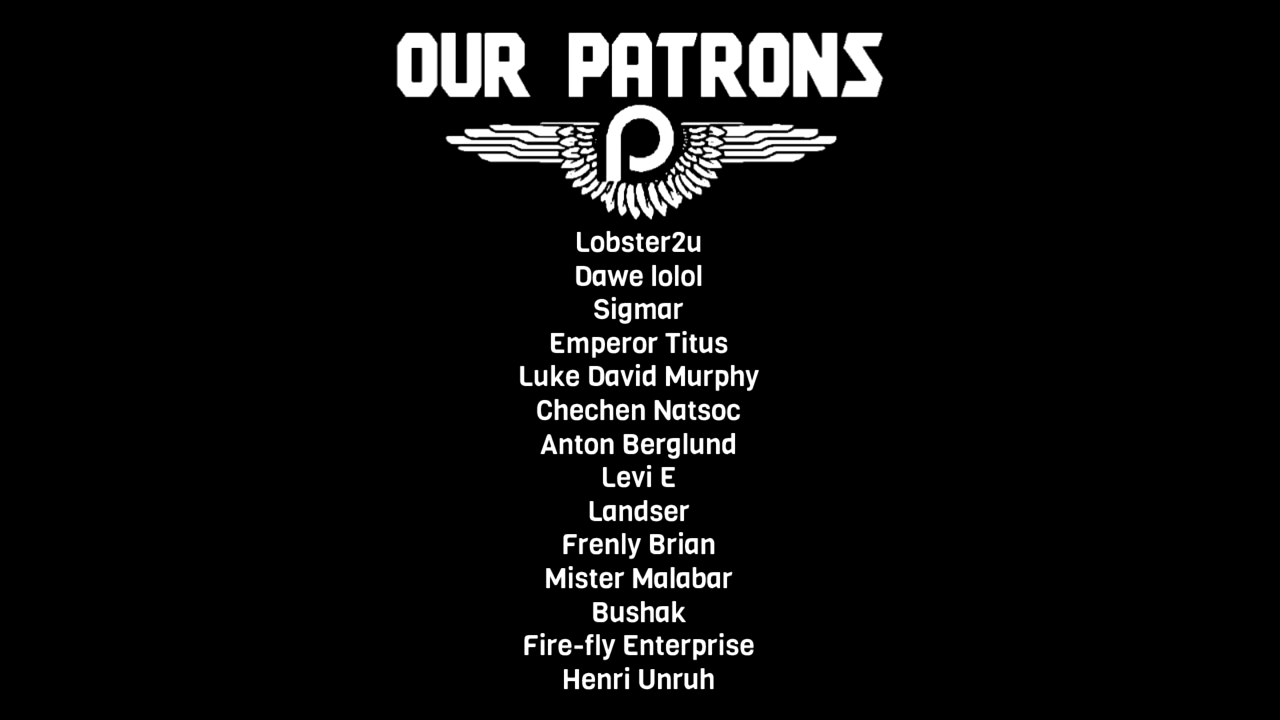 OUR PATRONS
Lobster2u
Dawe lolol
Sigmar
Emperor Titus
Luke David Murphy
Chechen Natsoc
Anton Berglund
Levi E
Landser
Frenly Brian
Mister Malabar
Bushak
Fire-fly Enterprise
Henri Unruh